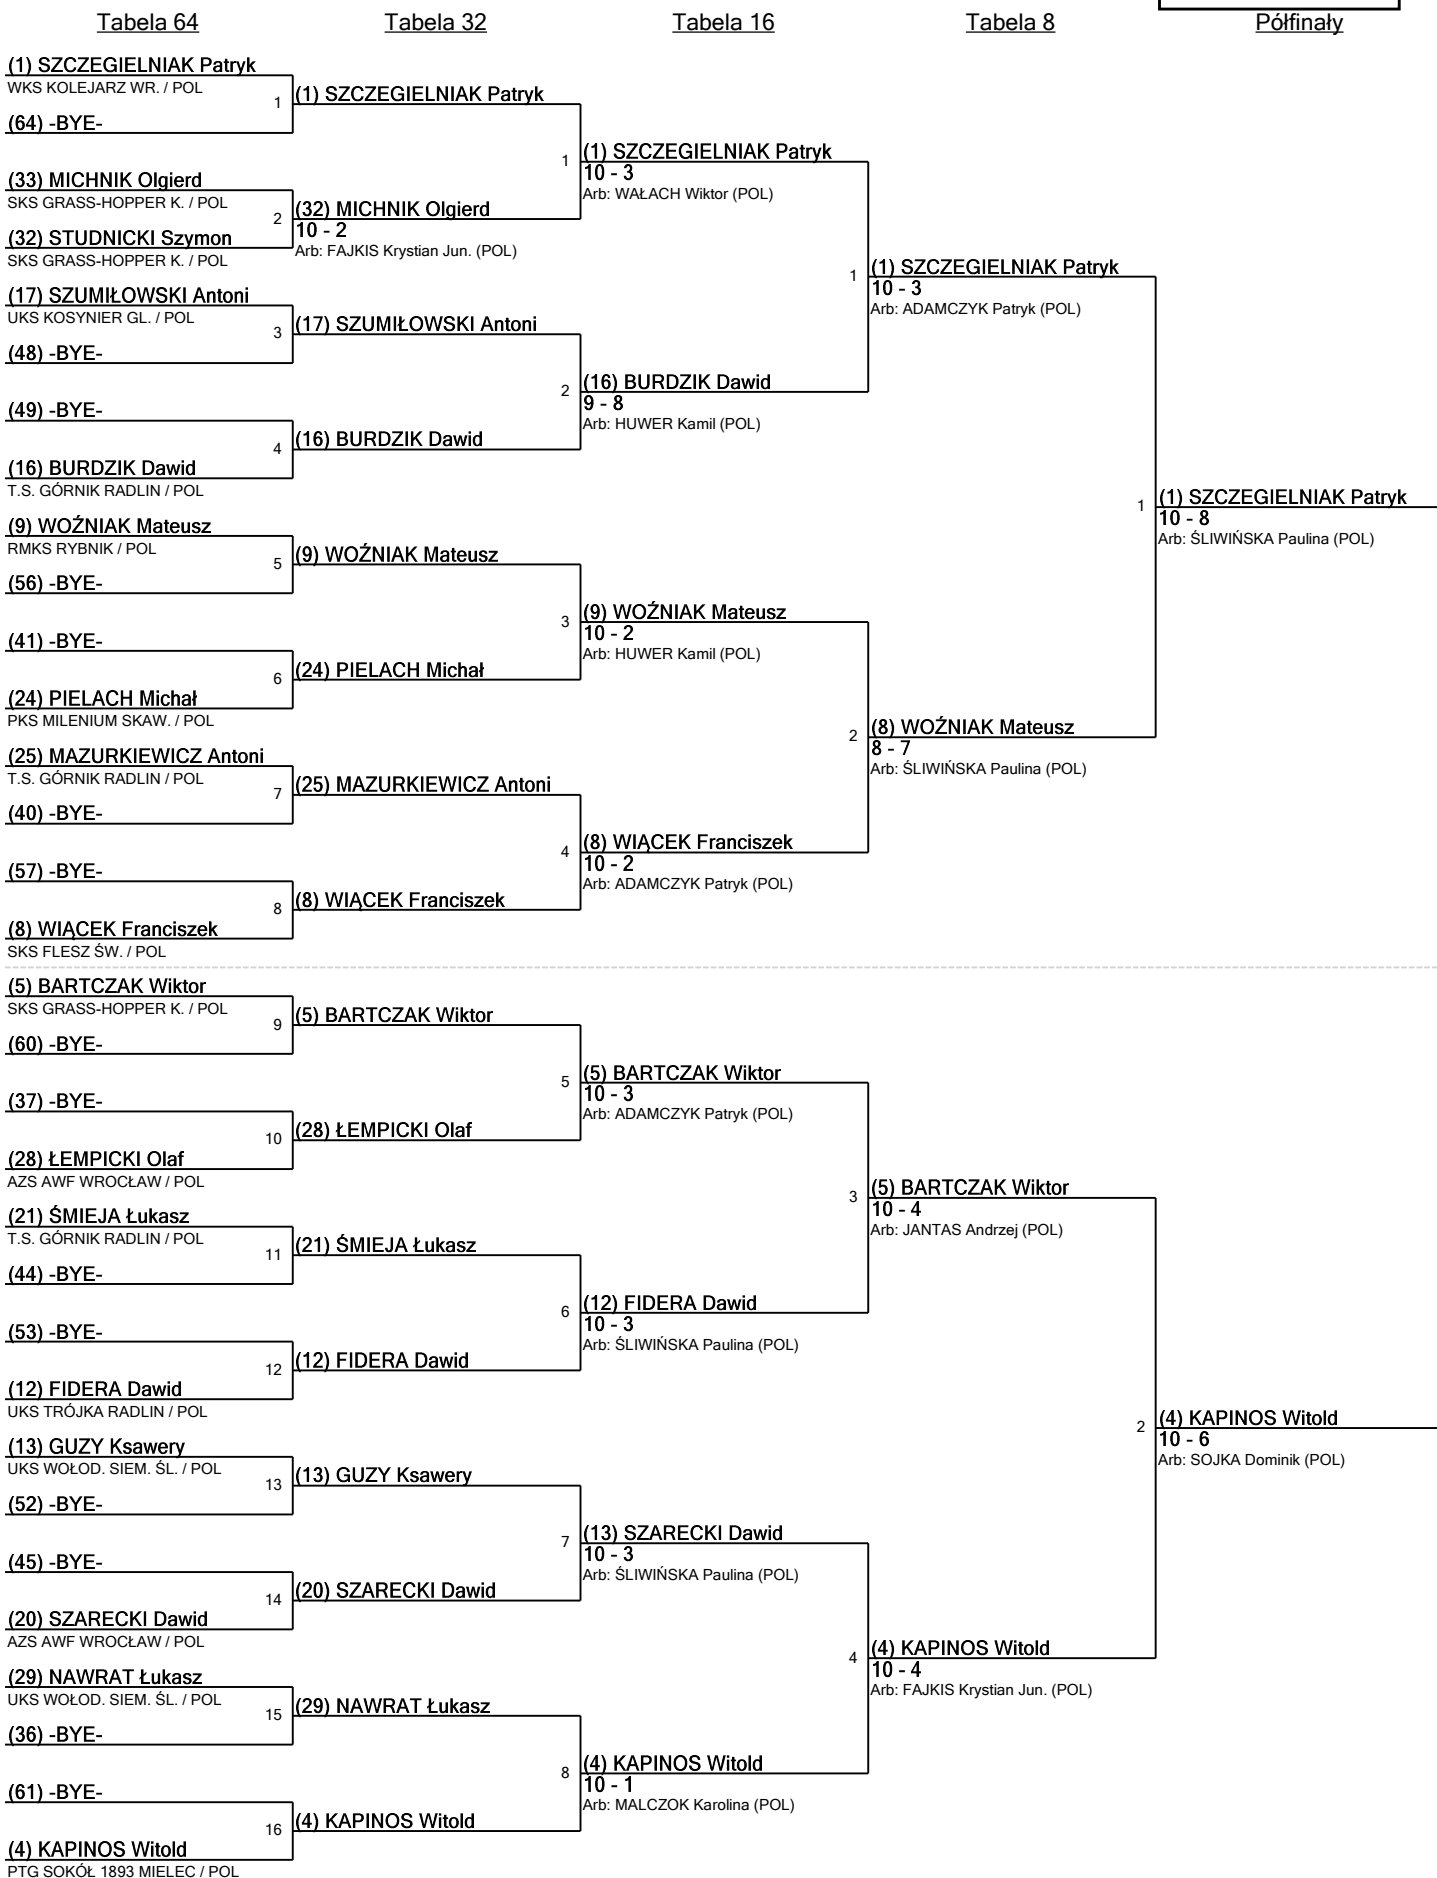 Tabela 64
Tabela 32
Tabela 16
Tabela 8
Półfinały
(1) SZCZEGIELNIAK Patryk
WKS KOLEJARZ WR. / POL
1
(64) -BYE-
(33) MICHNIK Olgierd
SKS GRASS-HOPPER K. / POL
2
(32) STUDNICKI Szymon
SKS GRASS-HOPPER K. / POL
(17) SZUMIŁOWSKI Antoni
UKS KOSYNIER GL. / POL
3
(48) -BYE-
(49) -BYE-
4
(16) BURDZIK Dawid
T.S. GÓRNIK RADLIN / POL
(9) WOŹNIAK Mateusz
RMKS RYBNIK / POL
5
(56) -BYE-
(41) -BYE-
6
(24) PIELACH Michał
PKS MILENIUM SKAW. / POL
(25) MAZURKIEWICZ Antoni
T.S. GÓRNIK RADLIN / POL
7
(40) -BYE-
(57) -BYE-
8
(8) WIĄCEK Franciszek
SKS FLESZ ŚW. / POL
(5) BARTCZAK Wiktor
SKS GRASS-HOPPER K. / POL
9
(60) -BYE-
(37) -BYE-
10
(28) ŁEMPICKI Olaf
AZS AWF WROCŁAW / POL
(21) ŚMIEJA Łukasz
T.S. GÓRNIK RADLIN / POL
11
(44) -BYE-
(53) -BYE-
12
(12) FIDERA Dawid
UKS TRÓJKA RADLIN / POL
(13) GUZY Ksawery
UKS WOŁOD. SIEM. ŚL. / POL
13
(52) -BYE-
(45) -BYE-
14
(20) SZARECKI Dawid
AZS AWF WROCŁAW / POL
(29) NAWRAT Łukasz
UKS WOŁOD. SIEM. ŚL. / POL
15
(36) -BYE-
(61) -BYE-
16
(4) KAPINOS Witold
PTG SOKÓŁ 1893 MIELEC / POL
(1) SZCZEGIELNIAK Patryk
1
(32) MICHNIK Olgierd
10 - 2
Arb: FAJKIS Krystian Jun. (POL)
(17) SZUMIŁOWSKI Antoni
2
(16) BURDZIK Dawid
(9) WOŹNIAK Mateusz
3
(24) PIELACH Michał
(25) MAZURKIEWICZ Antoni
4
(8) WIĄCEK Franciszek
(5) BARTCZAK Wiktor
5
(28) ŁEMPICKI Olaf
(21) ŚMIEJA Łukasz
6
(12) FIDERA Dawid
(13) GUZY Ksawery
7
(20) SZARECKI Dawid
(29) NAWRAT Łukasz
8
(4) KAPINOS Witold
(1) SZCZEGIELNIAK Patryk
10 - 3
Arb: WAŁACH Wiktor (POL)
1
(16) BURDZIK Dawid
9 - 8
Arb: HUWER Kamil (POL)
(9) WOŹNIAK Mateusz
10 - 2
Arb: HUWER Kamil (POL)
2
(8) WIĄCEK Franciszek
10 - 2
Arb: ADAMCZYK Patryk (POL)
(5) BARTCZAK Wiktor
10 - 3
Arb: ADAMCZYK Patryk (POL)
3
(12) FIDERA Dawid
10 - 3
Arb: ŚLIWIŃSKA Paulina (POL)
(13) SZARECKI Dawid
10 - 3
Arb: ŚLIWIŃSKA Paulina (POL)
4
(4) KAPINOS Witold
10 - 1
Arb: MALCZOK Karolina (POL)
(1) SZCZEGIELNIAK Patryk
10 - 3
Arb: ADAMCZYK Patryk (POL)
1
(8) WOŹNIAK Mateusz
8 - 7
Arb: ŚLIWIŃSKA Paulina (POL)
(5) BARTCZAK Wiktor
10 - 4
Arb: JANTAS Andrzej (POL)
2
(4) KAPINOS Witold
10 - 4
Arb: FAJKIS Krystian Jun. (POL)
(1) SZCZEGIELNIAK Patryk
10 - 8
Arb: ŚLIWIŃSKA Paulina (POL)
(4) KAPINOS Witold
10 - 6
Arb: SOJKA Dominik (POL)